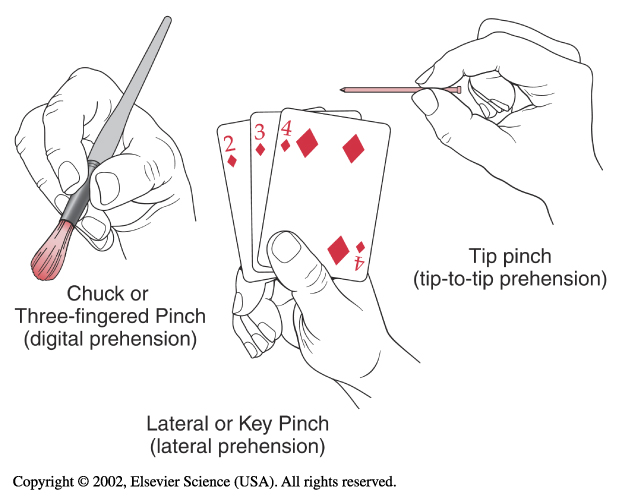 2
3
4
4
Chuck or
Three-fingered Pinch
(digital prehension)
Tip pinch
(tip-to-tip prehension)
Lateral or Key Pinch
(lateral prehension)
Copyright © 2002, Elsevier Science (USA). All rights reserved.